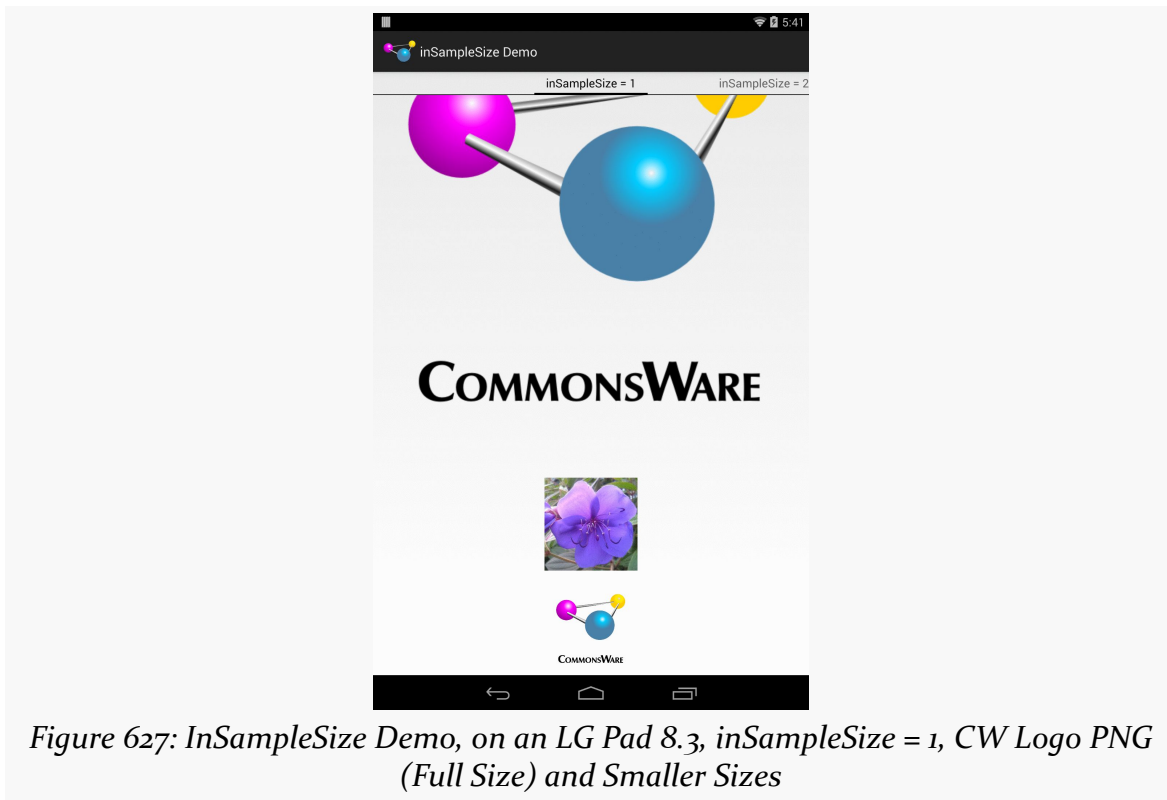 5:41
inSampleSize Demo
inSampleSize = 1
inSampleSize = 2
COMMONSWARE
COMMONSWARE
Figure 627: InSampleSize Demo, on an LG Pad 8.3, inSampleSize = 1, CW Logo PNG
(Full Size) and Smaller Sizes